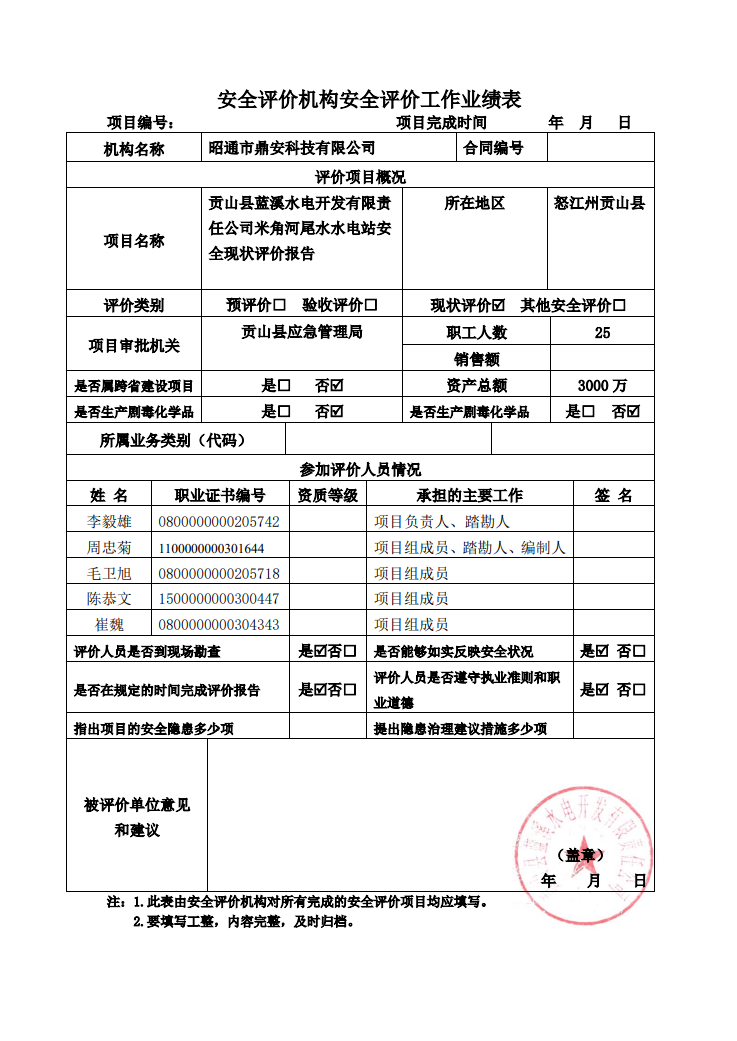 安全评价机构安全评价工作业绩表
项目编号： 项目完成时间 年 月 日
机构名称 昭通市鼎安科技有限公司 合同编号
评价项目概况
项目名称 贡山县蓝溪水电开发有限责 所在地区 怒江州贡山县
任公司米角河尾水水电站安
全现状评价报告
评价类别 预评价□ 验收评价□ 现状评价☑ 其他安全评价□
项目审批机关 贡山县应急管理局 职工人数 25
销售额
是否属跨省建设项目 是□ 否☑ 资产总额 3000 万
是否生产剧毒化学品 是□ 否☑ 是否生产剧毒化学品 是□ 否☑
所属业务类别（代码）
参加评价人员情况
姓 名 职业证书编号 资质等级 承担的主要工作 签 名
李毅雄 0800000000205742 项目负责人、踏勘人
周忠菊 1100000000301644 项目组成员、踏勘人、编制人
毛卫旭 0800000000205718 项目组成员
陈恭文 1500000000300447 项目组成员
崔魏 0800000000304343 项目组成员
评价人员是否到现场勘查 是☑否□ 是否能够如实反映安全状况 是☑ 否□
是否在规定的时间完成评价报告 是☑否□ 评价人员是否遵守执业准则和职
业道德 是☑ 否□
指出项目的安全隐患多少项 提出隐患治理建议措施多少项
被评价单位意见
和建议
（盖章）
年 月 日
县蓝溪水电开发有限责任公司
注：1.此表由安全评价机构对所有完成的安全评价项目均应填写。
2.要填写工整，内容完整，及时归档。